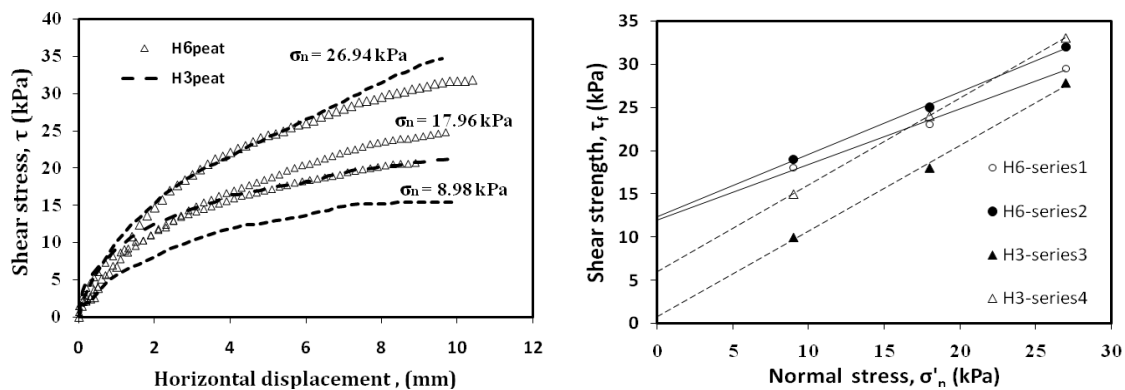 40
35
30
25
20
15
10
5
0
Shear stress, τ (kPa)
H6peat
H3peat
σn = 26.94 kPa
σn = 17.96 kPa
σn = 8.98 kPa
0 2 4 6 8 10 12
Horizontal displacement , (mm)
35
30
25
20
15
10
5
0
Shear strength, τf (kPa)
H6-series1
H6-series2
H3-series3
H3-series4
0 5 10 15 20 25 30
Normal stress, σ'n (kPa)